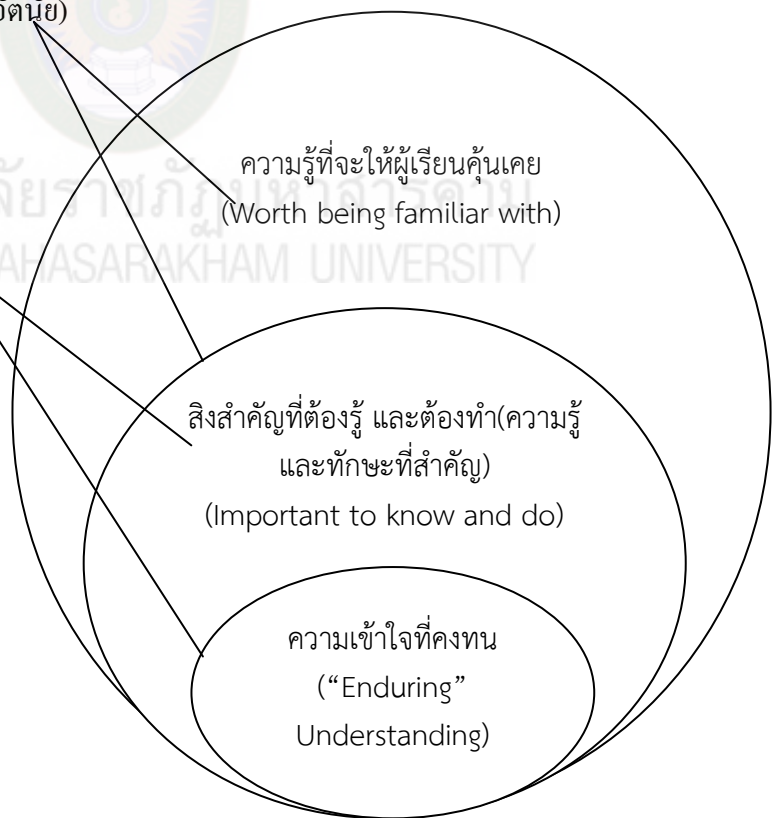 ความรู้ที่จะให้ผู้เรียนคุ้นเคย
(Worth being familiar with)
MAHASARAKHAM UNIVERSITY
สิ่งสำคัญที่ต้องรู้ และต้องทำ(ความรู้
และทักษะที่สำคัญ)
(Important to know and do)
ความเข้าใจที่คงทน
(“Enduring”
Understanding)